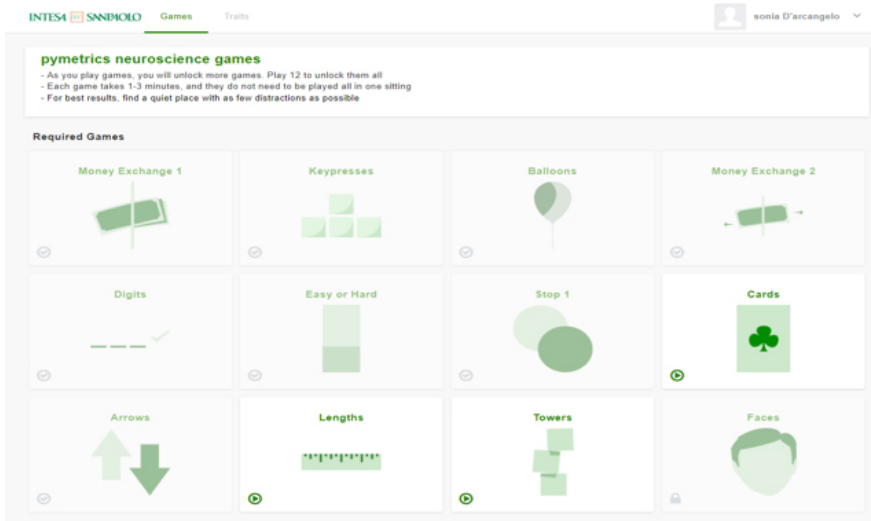 INTESA SANPAOLO Games Traits sonia D'arcangelo
pymetrics neuroscience games
- As you play games, you will unlock more games. Play 12 to unlock them all
- Each game takes 1-3 minutes, and they do not need to be played all in one sitting
- For best results, find a quiet place with as few distractions as possible
Required Games
Money Exchange 1 Keypresses Balloons Money Exchange 2
Digits Easy or Hard Stop 1 Cards
Arrows Lengths Towers Faces